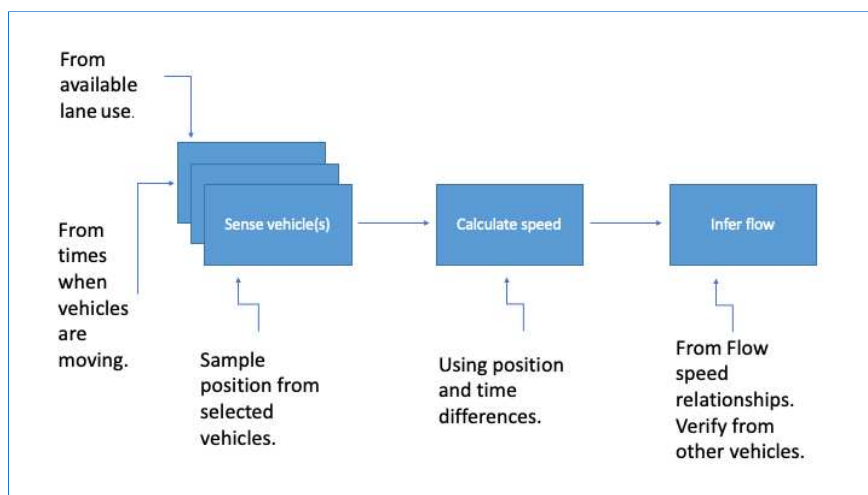 From
available
lane use.
From
times
when
vehicles
are
moving.
Sense vehicle(s)
Calculate speed
Infer flow
Sample
position from
selected
vehicles.
Using position
and time
differences.
From Flow
speed
relationships.
Verify from
other vehicles.